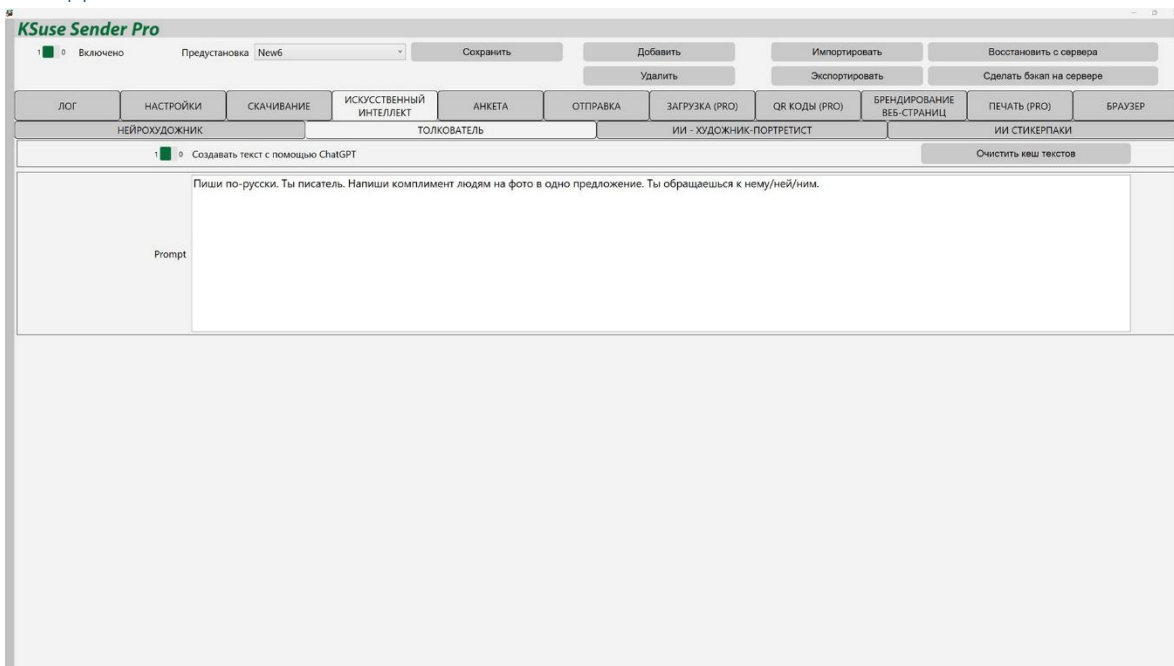 KSuse Sender Pro
1 0 Включено Предустановка New6 Сохранить Добавить Импортировать Восстановить с сервера
Удалить Экспортировать Сделать бэкап на сервере
ЛОГ НАСТРОЙКИ СКАЧИВАНИЕ ИСКУССТВЕННЫЙ ИНТЕЛЛЕКТ АНКЕТА ОТПРАВКА ЗАГРУЗКА (PRO) QR КОДЫ (PRO) БРЕНДИРОВАНИЕ ВЕБ-СТРАНИЦ ПЕЧАТЬ (PRO) БРАУЗЕР
НЕЙРОХУДОЖНИК ТОЛКОВАТЕЛЬ ИИ - ХУДОЖНИК-ПОРТРЕТИСТ ИИ СТИКЕРПАКИ
1 0 Создавать текст с помощью ChatGPT Очистить кеш текстов
Пиши по-русски. Ты писатель. Напиши комплимент людям на фото в одно предложение. Ты обращаешься к нему/ней/ним.
Prompt